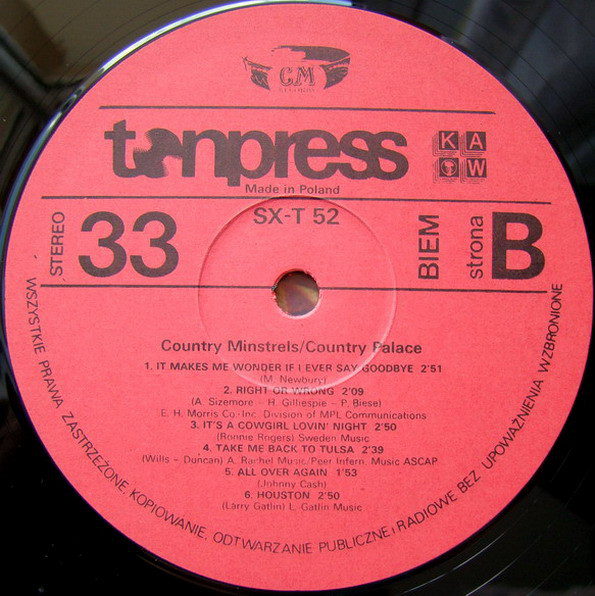 CM
RECORDS
tonpress
KAW
Made in Poland
SX-T 52
STEREO
33
BIEM
strona
B
Country Minstrels/Country Palace
1. IT MAKES ME WONDER IF I EVER SAY GOODBYE 2'51
(M. Newbury)
2. RIGHT OR WRONG 2'09
(A. Sizemore - H. Gilliespie - P. Biese)
E. H. Morris Co. Inc. Division of MPL Communications
3. IT'S A COWGIRL LOVIN' NIGHT 2'50
(Ronnie Rogers) Sweden Music
4. TAKE ME BACK TO TULSA 2'39
(Wills - Duncan) A. Rachel Music/Peer Intern. Music ASCAP
5. ALL OVER AGAIN 1'53
(Johnny Cash)
6. HOUSTON 2'50
(Larry Gatlin) L. Gatlin Music
WSZYSTKIE PRAWA ZASTRZEŻONE, KOPIOWANIE, ODTWARZANIE PUBLICZNE i RADIOWE BEZ UPOWAŻNIENIA WZBRONIONE